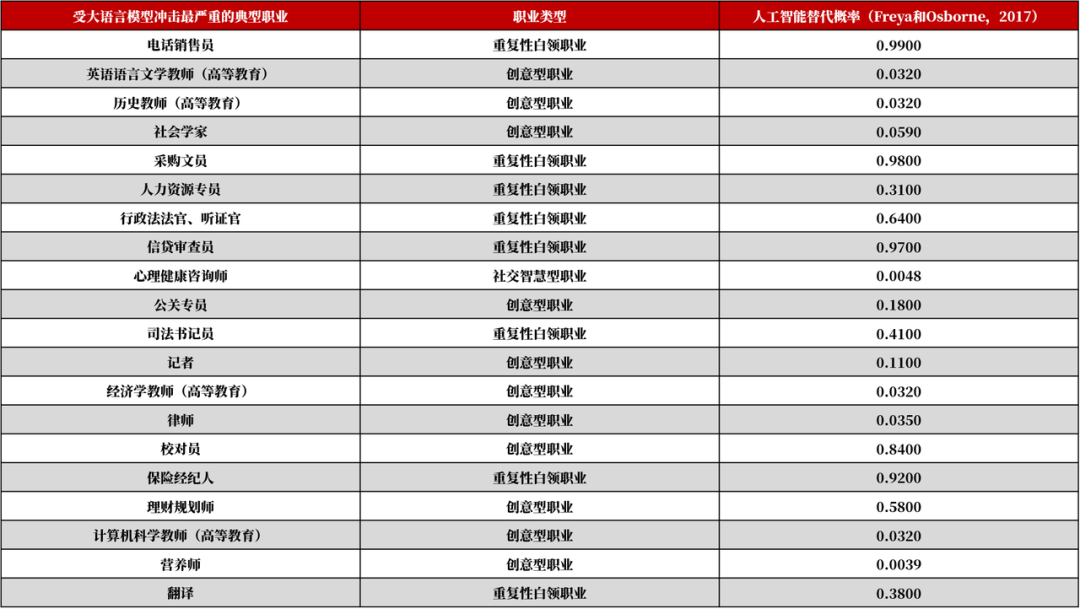 受大语言模型冲击最严重的典型职业 职业类型 人工智能替代概率（Freya和Osborne，2017）
电话销售员 重复性白领职业 0.9900
英语语言文学教师（高等教育） 创意型职业 0.0320
历史教师（高等教育） 创意型职业 0.0320
社会学家 创意型职业 0.0590
采购文员 重复性白领职业 0.9800
人力资源专员 重复性白领职业 0.3100
行政法法官、听证官 重复性白领职业 0.6400
信贷审查员 重复性白领职业 0.9700
心理健康咨询师 社交智慧型职业 0.0048
公关专员 创意型职业 0.1800
司法书记员 重复性白领职业 0.4100
记者 创意型职业 0.1100
经济学教师（高等教育） 创意型职业 0.0320
律师 创意型职业 0.0350
校对员 创意型职业 0.8400
保险经纪人 重复性白领职业 0.9200
理财规划师 创意型职业 0.5800
计算机科学教师（高等教育） 创意型职业 0.0320
营养师 创意型职业 0.0039
翻译 重复性白领职业 0.3800